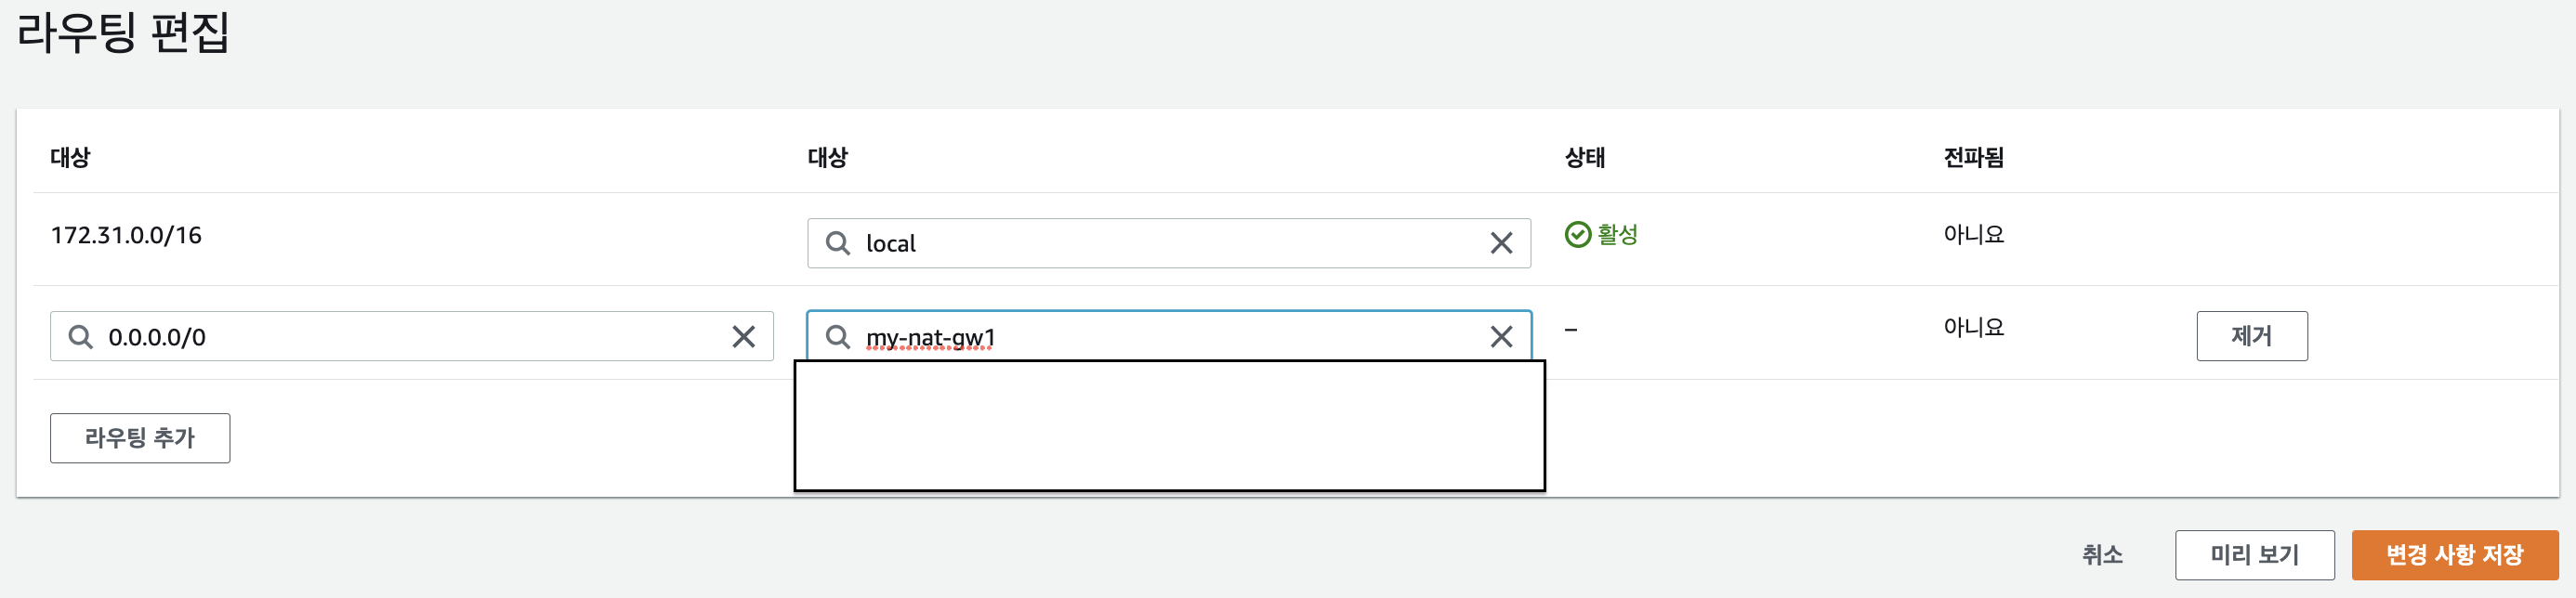 라우팅 편집
대상 대상 상태 전파됨
172.31.0.0/16 local 활성 아니요
0.0.0.0/0 my-nat-gw1 – 아니요 제거
라우팅 추가
취소 미리 보기 변경 사항 저장